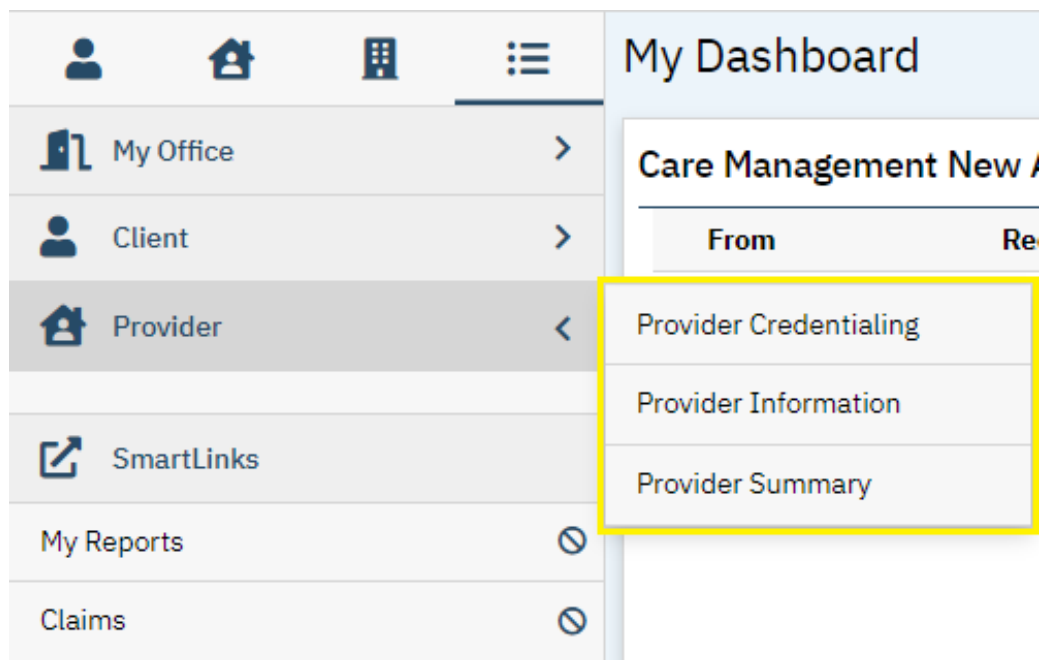 My Dashboard
My Office
Client
Provider
SmartLinks
My Reports
Claims
Care Management New
From
Provider Credentialing
Provider Information
Provider Summary